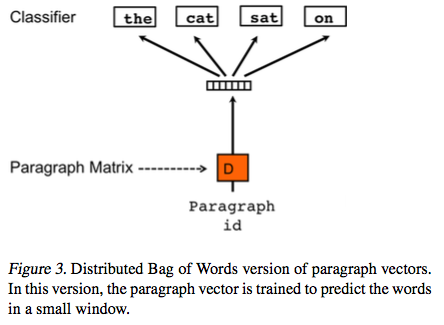 Classifier the cat sat on
Paragraph Matrix D
Paragraph
id
Figure 3. Distributed Bag of Words version of paragraph vectors.
In this version, the paragraph vector is trained to predict the words
in a small window.